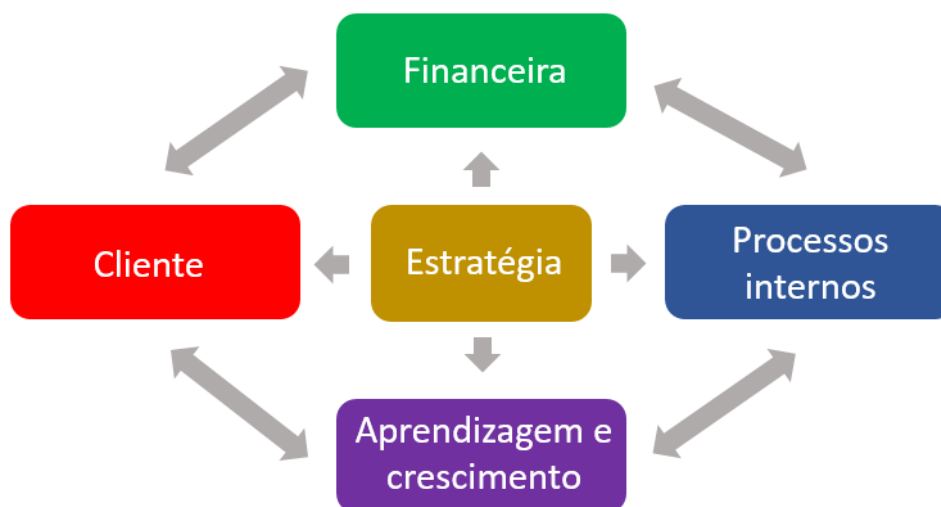 Financeira
Cliente
Estratégia
Processos
internos
Aprendizagem e
crescimento